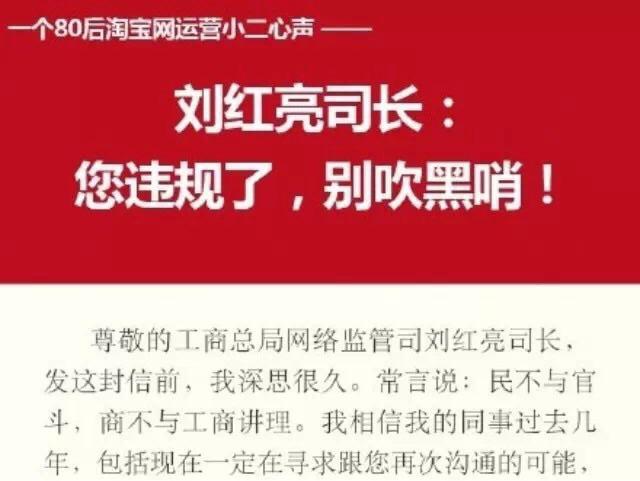 一个80后淘宝网运营小二心声 ——
刘红亮司长：
您违规了，别吹黑哨！
尊敬的工商总局网络监管司刘红亮司长，
发这封信前，我深思很久。常言说：民不与官
斗，商不与工商讲理。我相信我的同事过去几
年，包括现在一定在寻求跟您再次沟通的可能，